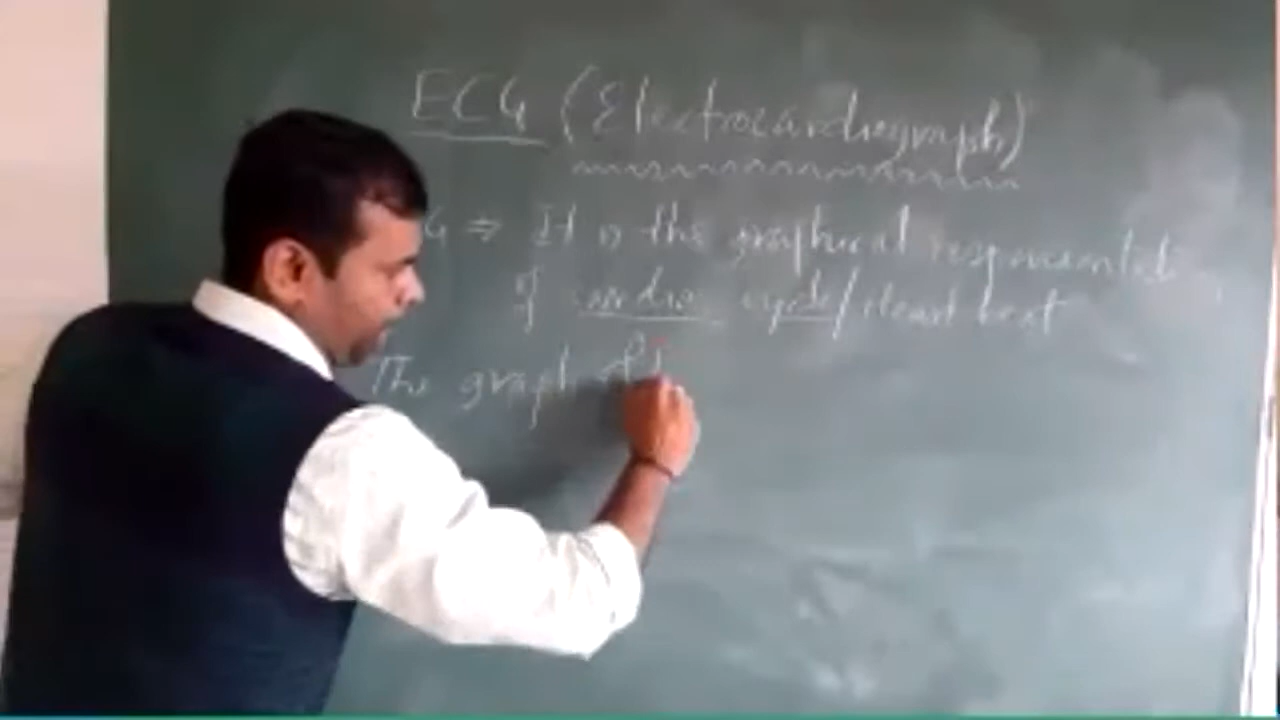 ECG (Electrocardiograph)
G ⇒ It is the graphical
of cardiac cycle/Heart beat
The graph of